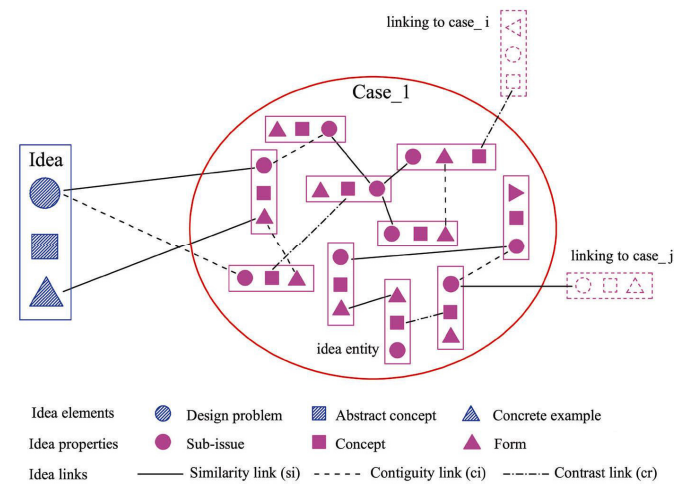 linking to case_i
Case_1
Idea
linking to case_j
idea entity
Idea elements Design problem Abstract concept Concrete example
Idea properties Sub-issue Concept Form
Idea links Similarity link (si) Contiguity link (ci) Contrast link (cr)